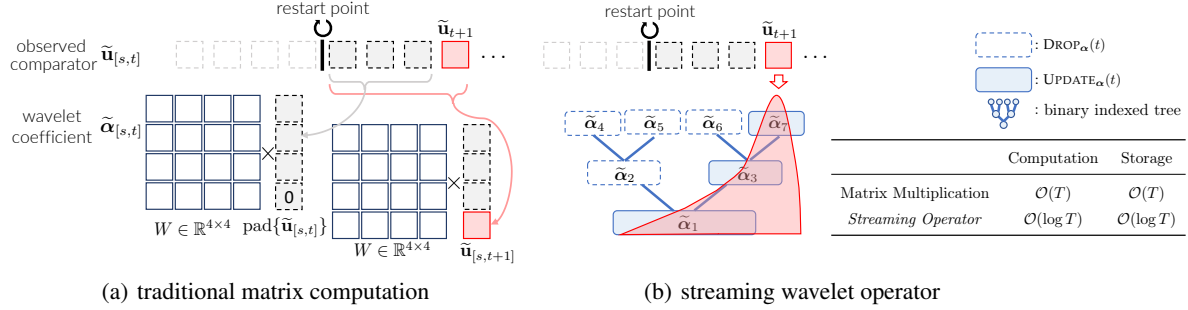 restart point
observed
comparator
ũ[s,t]
ũt+1
...
wavelet
coefficient
α̃[s,t]
×
0
W ∈ ℝ4×4
pad{ũ[s,t]}
×
W ∈ ℝ4×4
ũ[s,t+1]
(a) traditional matrix computation
restart point
ũt+1
...
α̃4 α̃5 α̃6 α̃7
α̃2 α̃3
α̃1
: DROPα(t)
: UPDATEα(t)
: binary indexed tree
Computation Storage
Matrix Multiplication O(T) O(T)
Streaming Operator O(log T) O(log T)
(b) streaming wavelet operator